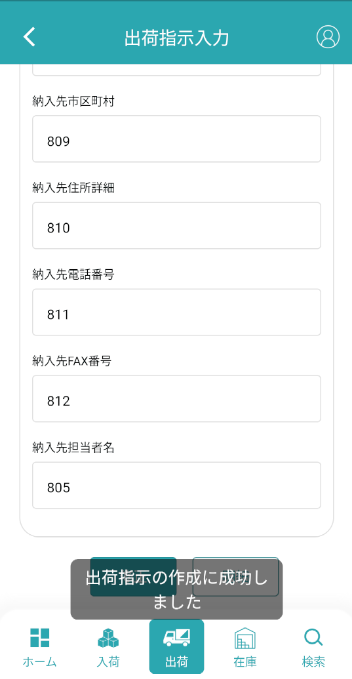 出荷指示入力
納入先市区町村
809
納入先住所詳細
810
納入先電話番号
811
納入先FAX番号
812
納入先担当者名
805
出荷指示の作成に成功し
ました
ホーム
入荷
出荷
在庫
検索